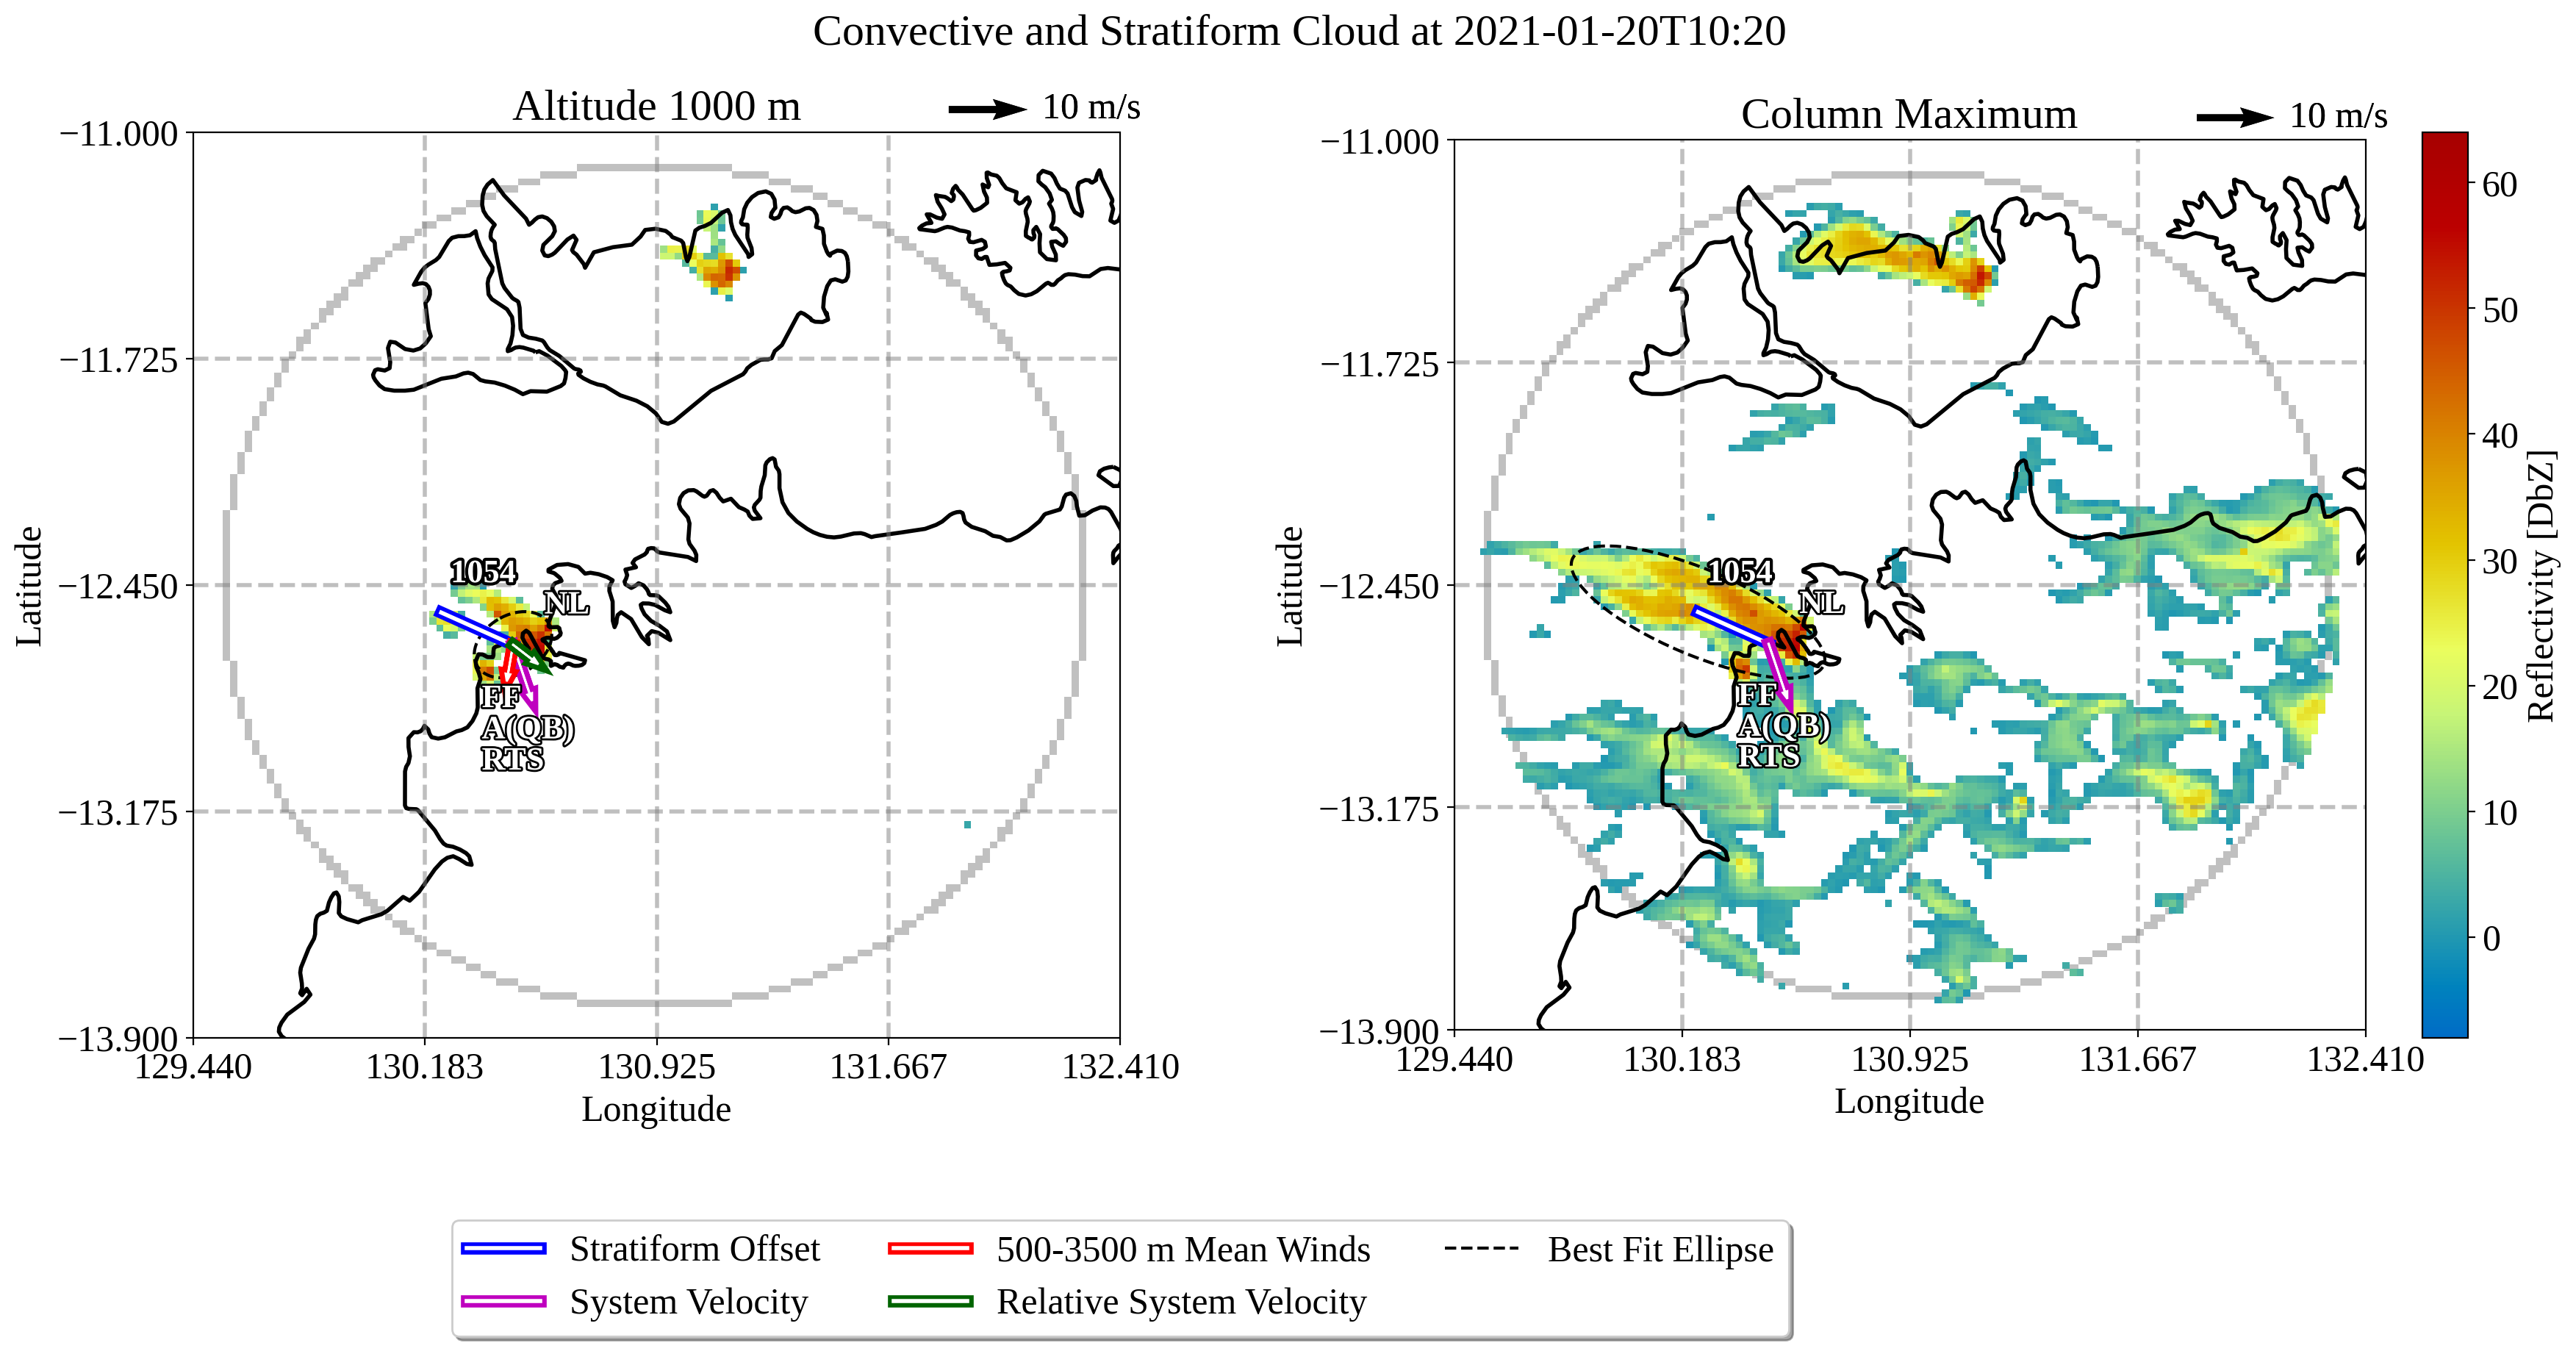 Convective and Stratiform Cloud at 2021-01-20T10:20
Altitude 1000 m
10 m/s
−11.000
−11.725
−12.450
−13.175
−13.900
129.440
130.183
130.925
131.667
132.410
Latitude
Longitude
1054
NL
FF
A(QB)
RTS
Column Maximum
10 m/s
−11.000
−11.725
−12.450
−13.175
−13.900
129.440
130.183
130.925
131.667
132.410
Latitude
Longitude
1054
NL
FF
A(QB)
RTS
60
50
40
30
20
10
0
Reflectivity [DbZ]
Stratiform Offset
System Velocity
500-3500 m Mean Winds
Relative System Velocity
Best Fit Ellipse